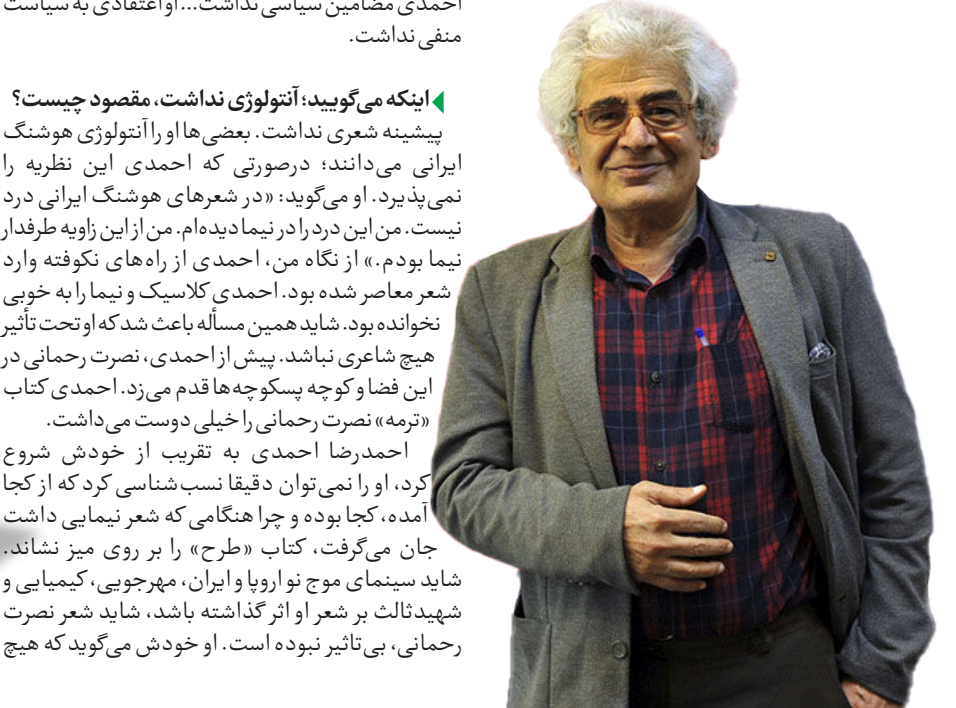 احمدی مضامین سیاسی نداشت... او اعتقادی به سیاست
منفی نداشت.
اینکه می‌گویید؛ آنتولوژی نداشت، مقصود چیست؟
پیشینه شعری نداشت. بعضی‌ها او را آنتولوژی هوشنگ
ایرانی می‌دانند؛ درصورتی که احمدی این نظریه را
نمی‌پذیرد. او می‌گوید: «در شعرهای هوشنگ ایرانی درد
نیست. من این درد را در نیما دیده‌ام. من از این زاویه طرفدار
نیما بودم.» از نگاه من، احمدی از راه‌های نکوفته وارد
شعر معاصر شده بود. احمدی کلاسیک و نیما را به خوبی
نخوانده بود. شاید همین مسأله باعث شد که او تحت تأثیر
هیچ شاعری نباشد. پیش از احمدی، نصرت رحمانی در
این فضا و کوچه پسکوچه‌ها قدم می‌زد. احمدی کتاب
«ترمه» نصرت رحمانی را خیلی دوست می‌داشت.
احمدرضا احمدی به تقریب از خودش شروع
کرد، او را نمی‌توان دقیقا نسب‌شناسی کرد که از کجا
آمده، کجا بوده و چرا هنگامی که شعر نیمایی داشت
جان می‌گرفت، کتاب «طرح» را بر روی میز نشاند.
شاید سینمای موج نو اروپا و ایران، مهرجویی، کیمیایی و
شهیدثالث بر شعر او اثر گذاشته باشد، شاید شعر نصرت
رحمانی، بی‌تاثیر نبوده است. او خودش می‌گوید که هیچ